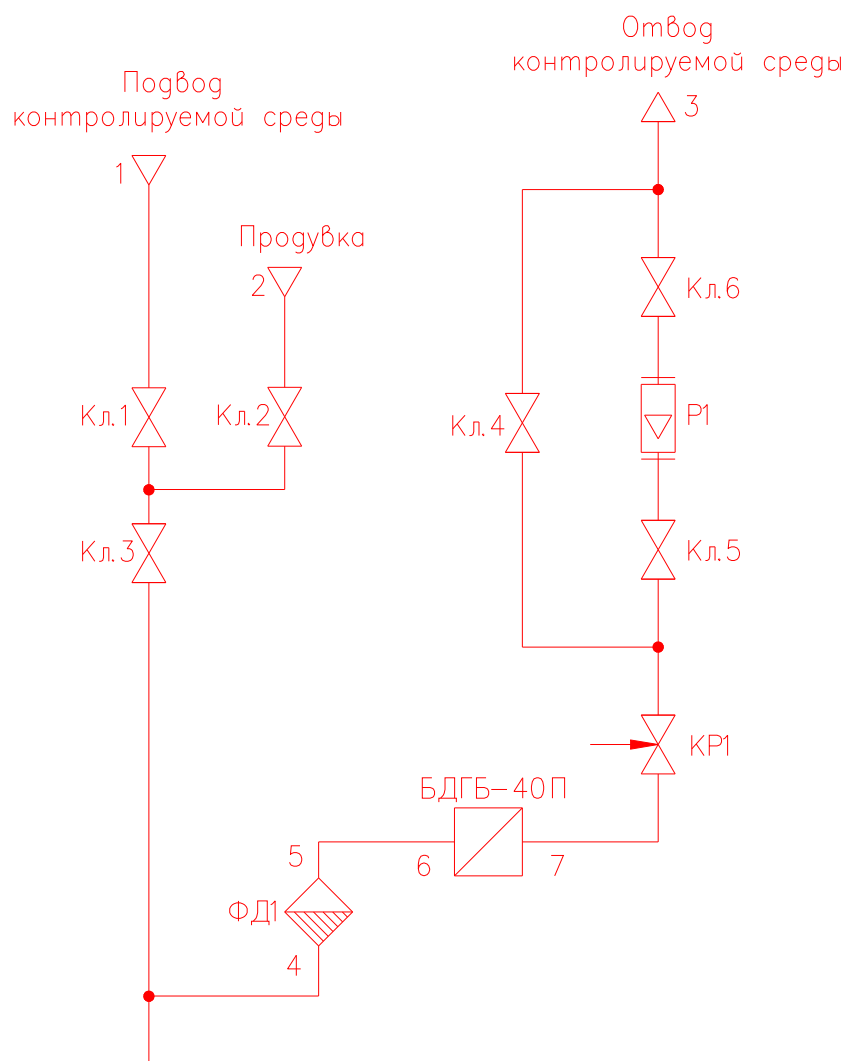 Отвод
контролируемой среды
3
Подвод
контролируемой среды
1
Продувка
2
Кл.6
Кл.1
Кл.2
Кл.4
Р1
Кл.3
Кл.5
КР1
БДГБ-40П
5
6
7
ФД1
4